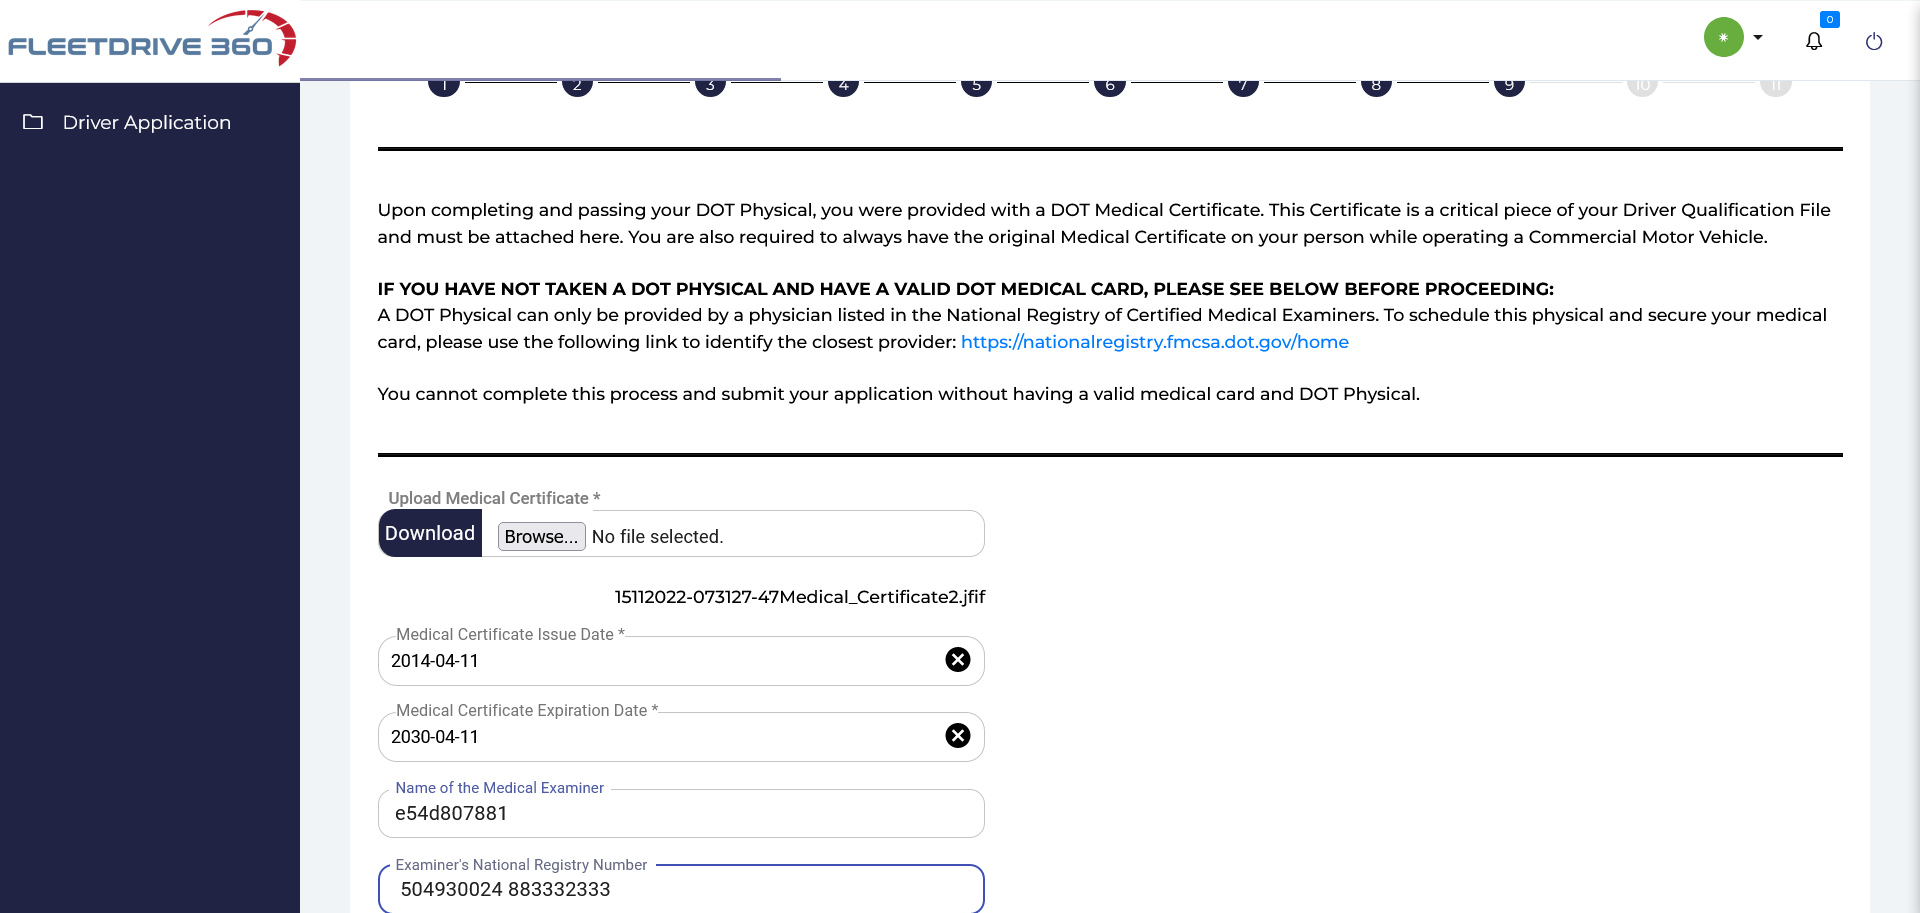 FLEETDRIVE 360
0
Driver Application
1 2 3 4 5 6 7 8 9 10 11
Upon completing and passing your DOT Physical, you were provided with a DOT Medical Certificate. This Certificate is a critical piece of your Driver Qualification File
and must be attached here. You are also required to always have the original Medical Certificate on your person while operating a Commercial Motor Vehicle.
IF YOU HAVE NOT TAKEN A DOT PHYSICAL AND HAVE A VALID DOT MEDICAL CARD, PLEASE SEE BELOW BEFORE PROCEEDING:
A DOT Physical can only be provided by a physician listed in the National Registry of Certified Medical Examiners. To schedule this physical and secure your medical
card, please use the following link to identify the closest provider: https://nationalregistry.fmcsa.dot.gov/home
You cannot complete this process and submit your application without having a valid medical card and DOT Physical.
Upload Medical Certificate *
Download Browse... No file selected.
15112022-073127-47Medical_Certificate2.jfif
Medical Certificate Issue Date *
2014-04-11
Medical Certificate Expiration Date *
2030-04-11
Name of the Medical Examiner
e54d807881
Examiner's National Registry Number
504930024 883332333